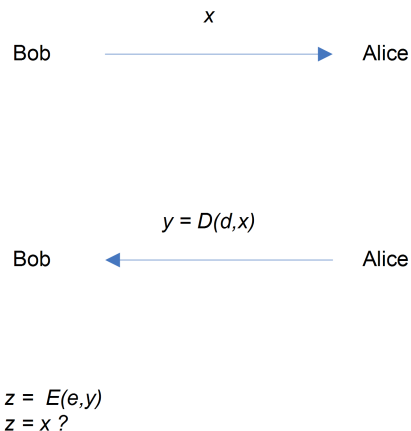 x
Bob Alice
y = D(d,x)
Bob Alice
z = E(e,y)
z = x ?